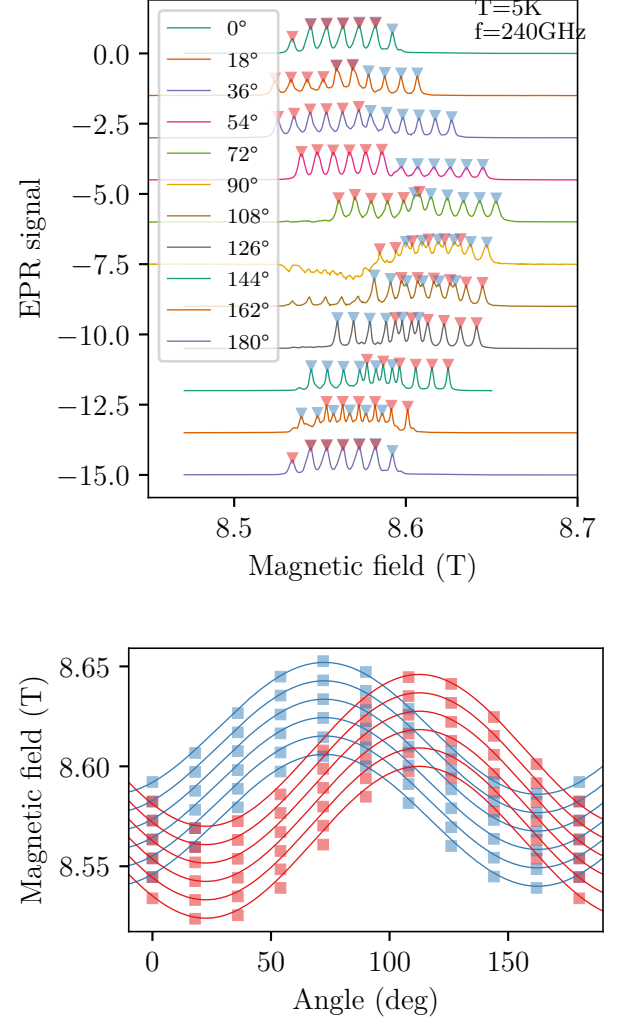 T=5K
f=240GHz
0°
18°
36°
54°
72°
90°
108°
126°
144°
162°
180°
0.0
−2.5
−5.0
−7.5
−10.0
−12.5
−15.0
EPR signal
8.5 8.6 8.7
Magnetic field (T)
8.65
8.60
8.55
Magnetic field (T)
0 50 100 150
Angle (deg)